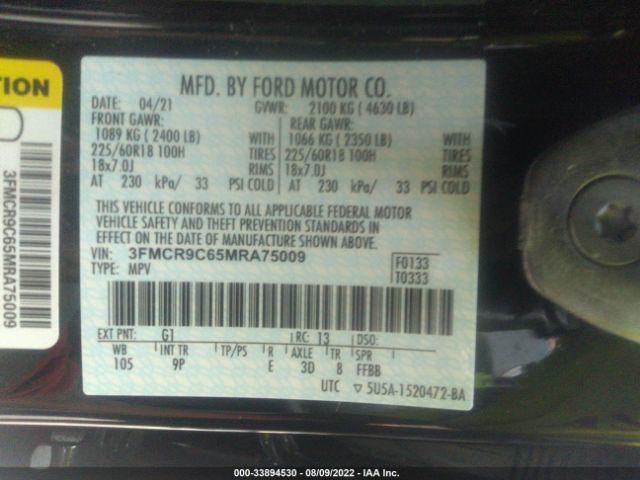 TION
3FMCR9C65MRA75009
MFD. BY FORD MOTOR CO.
DATE: 04/21 GVWR: 2100 KG ( 4630 LB)
FRONT GAWR: REAR GAWR:
1089 KG ( 2400 LB) WITH 1066 KG ( 2350 LB) WITH
225/60R18 100H TIRES 225/60R18 100H TIRES
18x7.0J RIMS 18x7.0J RIMS
AT 230 kPa/ 33 PSI COLD AT 230 kPa/ 33 PSI COLD
THIS VEHICLE CONFORMS TO ALL APPLICABLE FEDERAL MOTOR
VEHICLE SAFETY AND THEFT PREVENTION STANDARDS IN
EFFECT ON THE DATE OF MANUFACTURE SHOWN ABOVE.
VIN: 3FMCR9C65MRA75009 F0133
TYPE: MPV T0333
EXT PNT: G1 RC: 13 DSO:
WB INT TR TP/PS R AXLE TR SPR
105 9P E 3D 8 FFBB
UTC ▽ 5U5A-1520472-BA
000-33894530 - 08/09/2022 - IAA Inc.